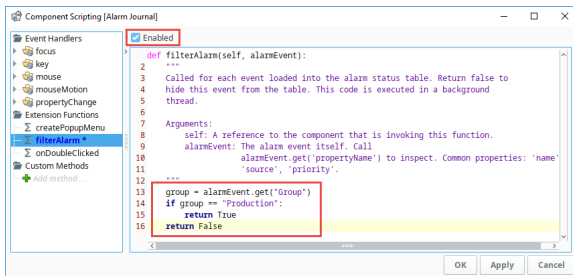 Component Scripting [Alarm Journal]
Event Handlers
focus
key
mouse
mouseMotion
propertyChange
Extension Functions
createPopupMenu
filterAlarm *
onDoubleClicked
Custom Methods
Add method...
Enabled
def filterAlarm(self, alarmEvent):
2 """
3 Called for each event loaded into the alarm status table. Return false to
4 hide this event from the table. This code is executed in a background
5 thread.
6
7 Arguments:
8 self: A reference to the component that is invoking this function.
9 alarmEvent: The alarm event itself. Call
10 alarmEvent.get('propertyName') to inspect. Common properties: 'name'
11 'source', 'priority'.
12 """
13 group = alarmEvent.get("Group")
14 if group == "Production":
15 return True
16 return False
OK Apply Cancel